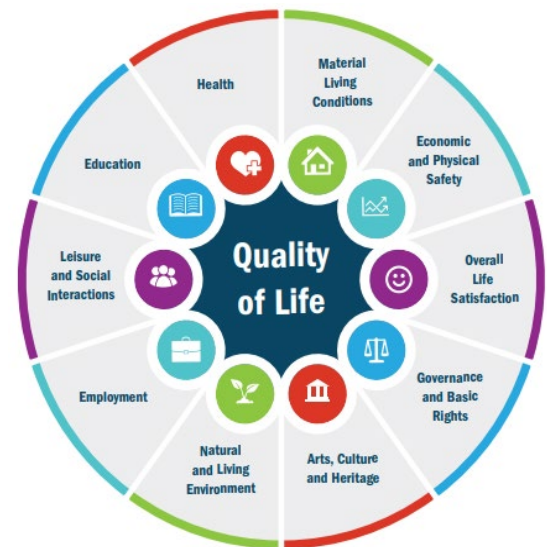 Quality
of Life
Material
Living
Conditions
Economic
and Physical
Safety
Overall
Life
Satisfaction
Governance
and Basic
Rights
Arts, Culture
and Heritage
Natural
and Living
Environment
Employment
Leisure
and Social
Interactions
Education
Health